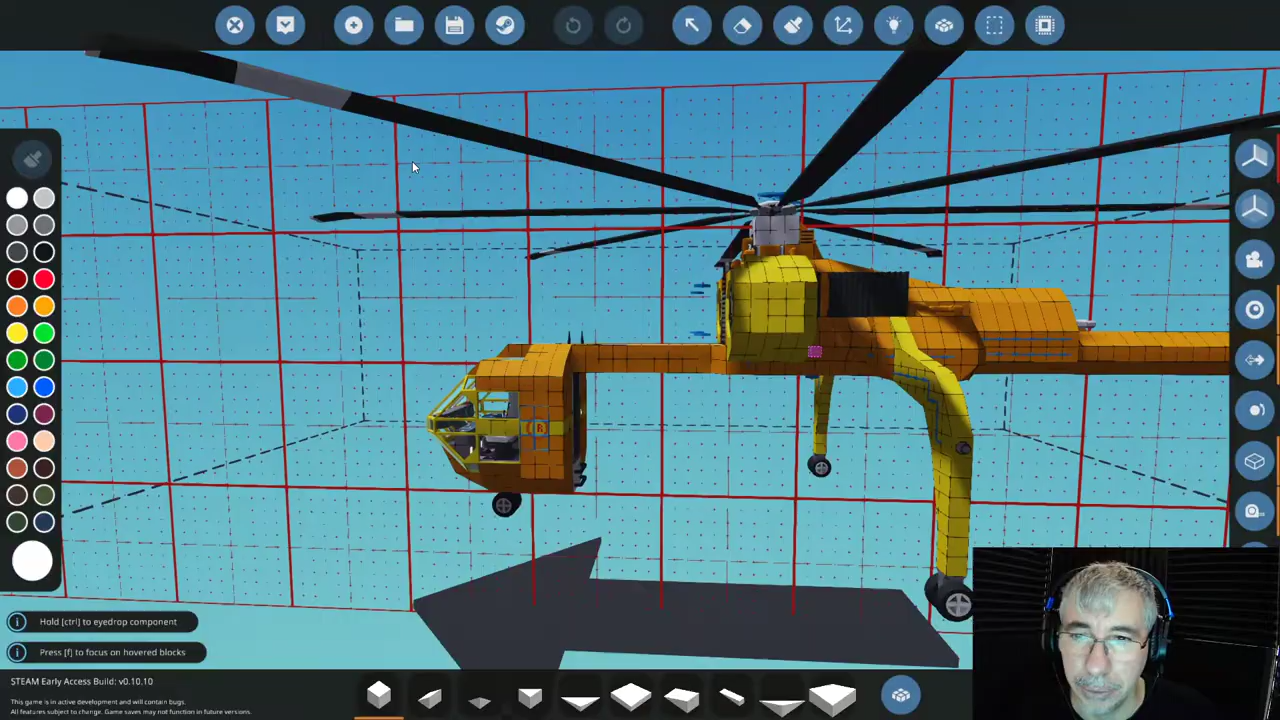 Hold [ctrl] to eyedrop component
Press [f] to focus on hovered blocks
STEAM Early Access Build: v0.10.10
This game is in active development and will contain bugs.
All features subject to change. Game saves may not function in future versions.